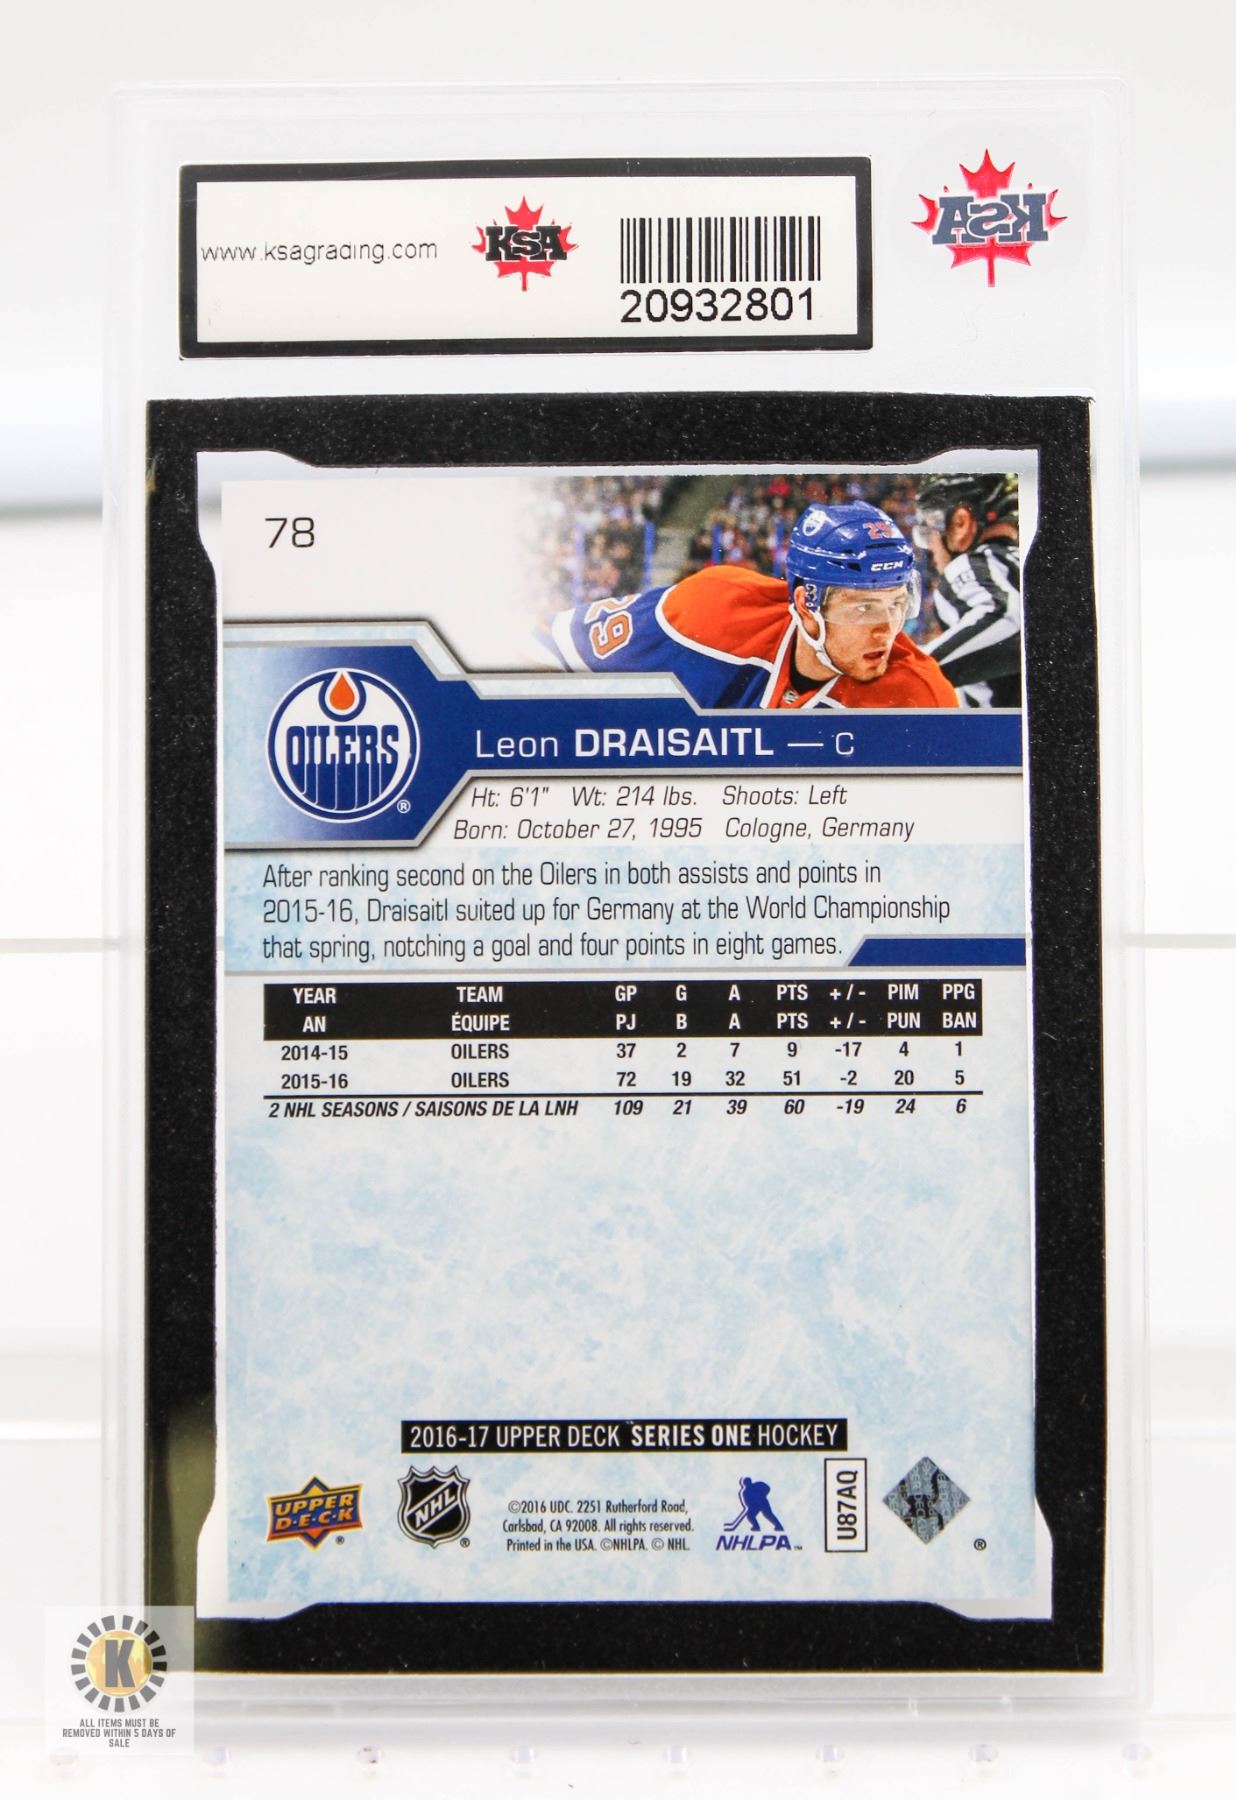 www.ksagrading.com
KSA
20932801
KSA
78
29
CCM
29
OILERS
®
Leon DRAISAITL — C
Ht: 6'1" Wt: 214 lbs. Shoots: Left
Born: October 27, 1995 Cologne, Germany
After ranking second on the Oilers in both assists and points in
2015-16, Draisaitl suited up for Germany at the World Championship
that spring, notching a goal and four points in eight games.
YEAR TEAM GP G A PTS +/- PIM PPG
AN ÉQUIPE PJ B A PTS +/- PUN BAN
2014-15 OILERS 37 2 7 9 -17 4 1
2015-16 OILERS 72 19 32 51 -2 20 5
2 NHL SEASONS / SAISONS DE LA LNH 109 21 39 60 -19 24 6
2016-17 UPPER DECK SERIES ONE HOCKEY
UPPER
D·E·C·K
®
NHL
®
©2016 UDC. 2251 Rutherford Road,
Carlsbad, CA 92008. All rights reserved.
Printed in the USA. ©NHLPA. © NHL.
NHLPA™
U87AQ
®
K
ALL ITEMS MUST BE
REMOVED WITHIN 5 DAYS OF
SALE